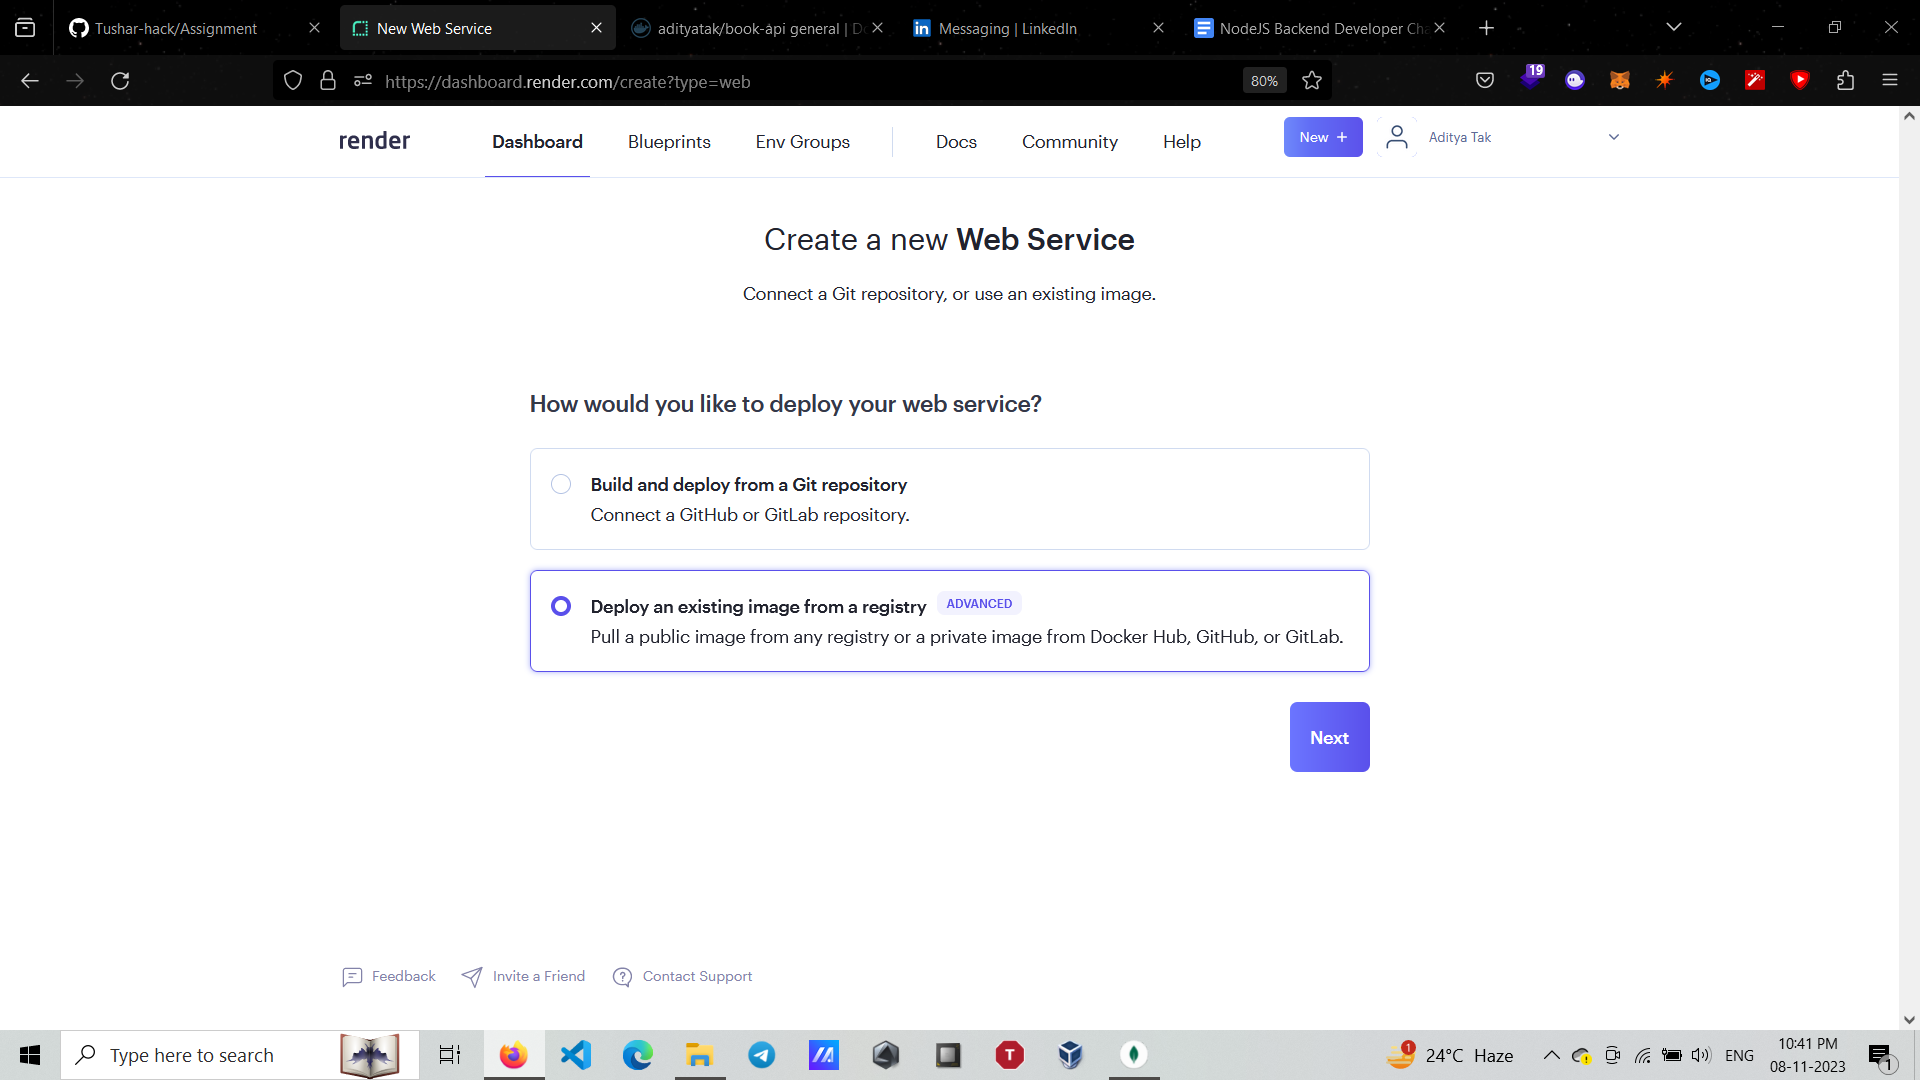 Tushar-hack/Assignment
New Web Service
adityatak/book-api general | Do
Messaging | LinkedIn
NodeJS Backend Developer Cha
https://dashboard.render.com/create?type=web
80%
19
render
Dashboard
Blueprints
Env Groups
Docs
Community
Help
New +
Aditya Tak
Create a new Web Service
Connect a Git repository, or use an existing image.
How would you like to deploy your web service?
Build and deploy from a Git repository
Connect a GitHub or GitLab repository.
Deploy an existing image from a registry ADVANCED
Pull a public image from any registry or a private image from Docker Hub, GitHub, or GitLab.
Next
Feedback
Invite a Friend
Contact Support
Type here to search
1
24°C Haze
ENG
10:41 PM
08-11-2023
1